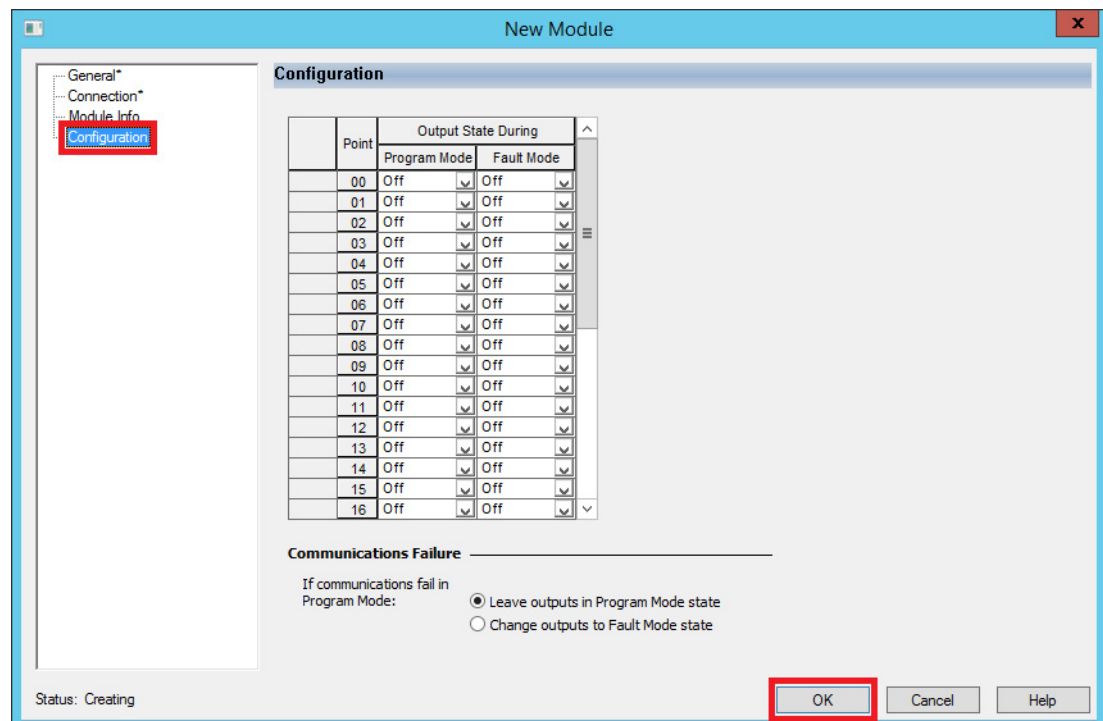 New Module
x
General*
Connection*
Module Info
Configuration
Configuration
Point
Output State During
Program Mode Fault Mode
00 Off Off
01 Off Off
02 Off Off
03 Off Off
04 Off Off
05 Off Off
06 Off Off
07 Off Off
08 Off Off
09 Off Off
10 Off Off
11 Off Off
12 Off Off
13 Off Off
14 Off Off
15 Off Off
16 Off Off
Communications Failure
If communications fail in
Program Mode:
Leave outputs in Program Mode state
Change outputs to Fault Mode state
Status: Creating
OK Cancel Help